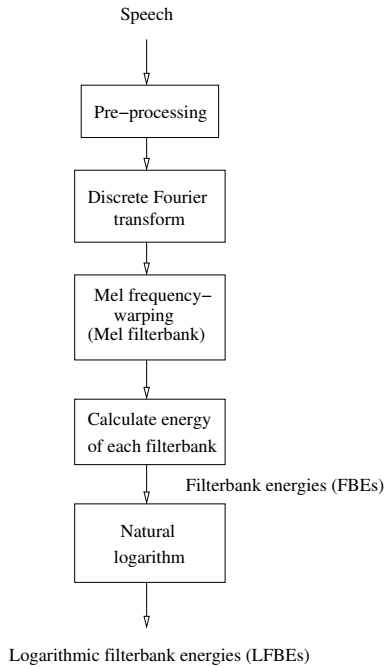 Speech
Pre−processing
Discrete Fourier
transform
Mel frequency−
warping
(Mel filterbank)
Calculate energy
of each filterbank
Filterbank energies (FBEs)
Natural
logarithm
Logarithmic filterbank energies (LFBEs)